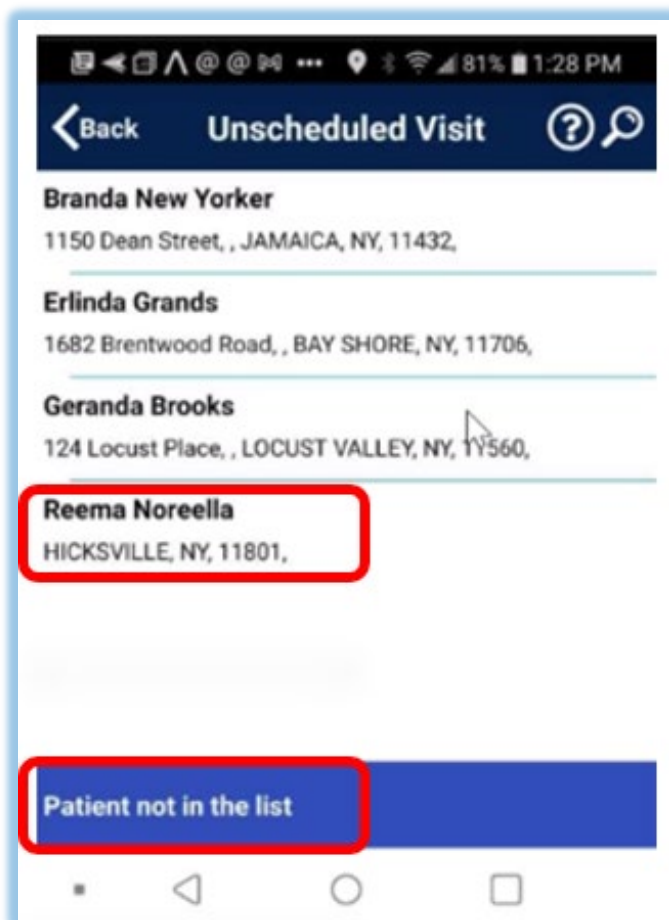 81% 1:28 PM
Back Unscheduled Visit ?
Branda New Yorker
1150 Dean Street, , JAMAICA, NY, 11432,
Erlinda Grands
1682 Brentwood Road, , BAY SHORE, NY, 11706,
Geranda Brooks
124 Locust Place, , LOCUST VALLEY, NY, 11560,
Reema Noreella
HICKSVILLE, NY, 11801,
Patient not in the list